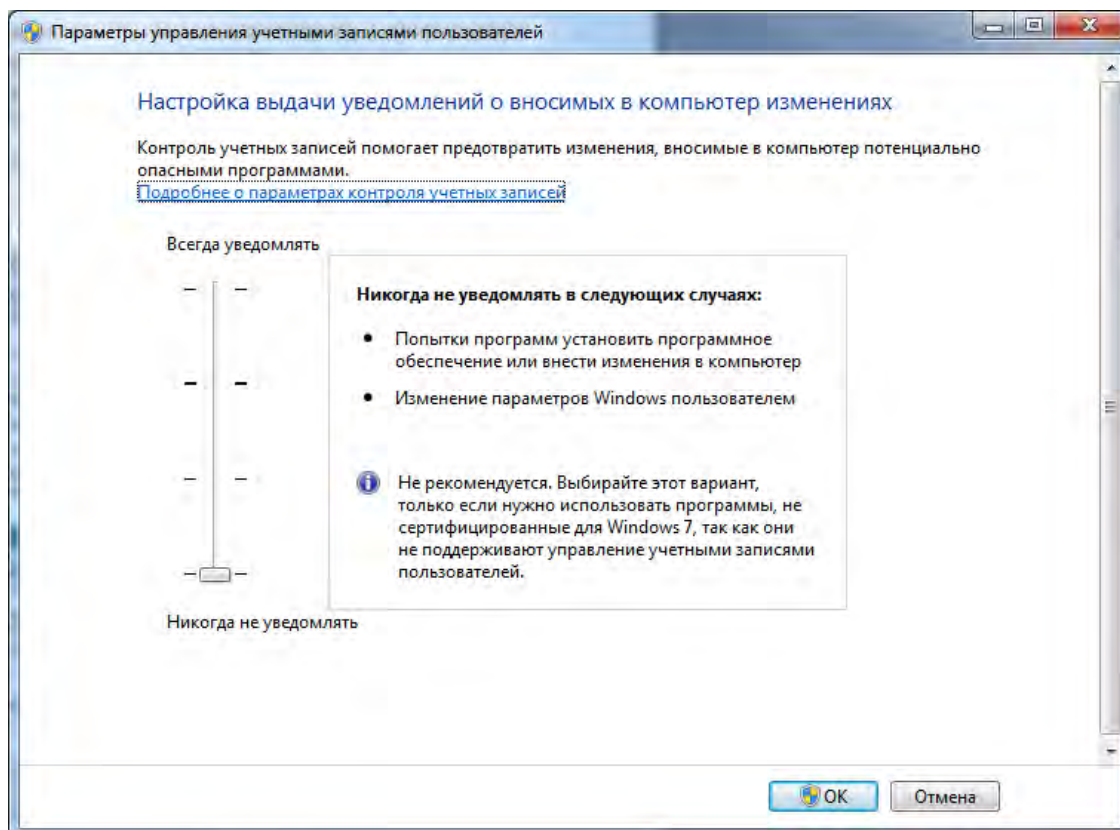 Параметры управления учетными записями пользователей
Настройка выдачи уведомлений о вносимых в компьютер изменениях
Контроль учетных записей помогает предотвратить изменения, вносимые в компьютер потенциально
опасными программами.
Подробнее о параметрах контроля учетных записей
Всегда уведомлять
Никогда не уведомлять в следующих случаях:
• Попытки программ установить программное
обеспечение или внести изменения в компьютер
• Изменение параметров Windows пользователем
Не рекомендуется. Выбирайте этот вариант,
только если нужно использовать программы, не
сертифицированные для Windows 7, так как они
не поддерживают управление учетными записями
пользователей.
Никогда не уведомлять
ОК
Отмена